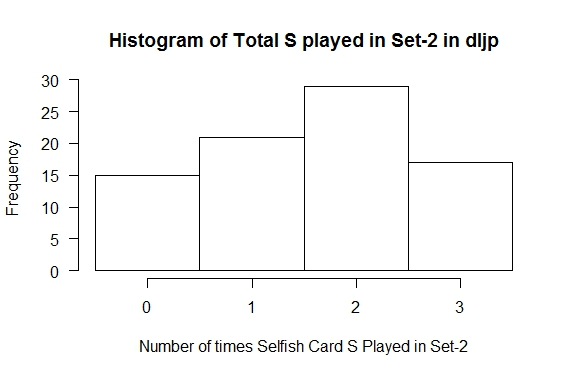 Histogram of Total S played in Set-2 in dljp
Frequency
30
25
20
15
10
5
0
0 1 2 3
Number of times Selfish Card S Played in Set-2